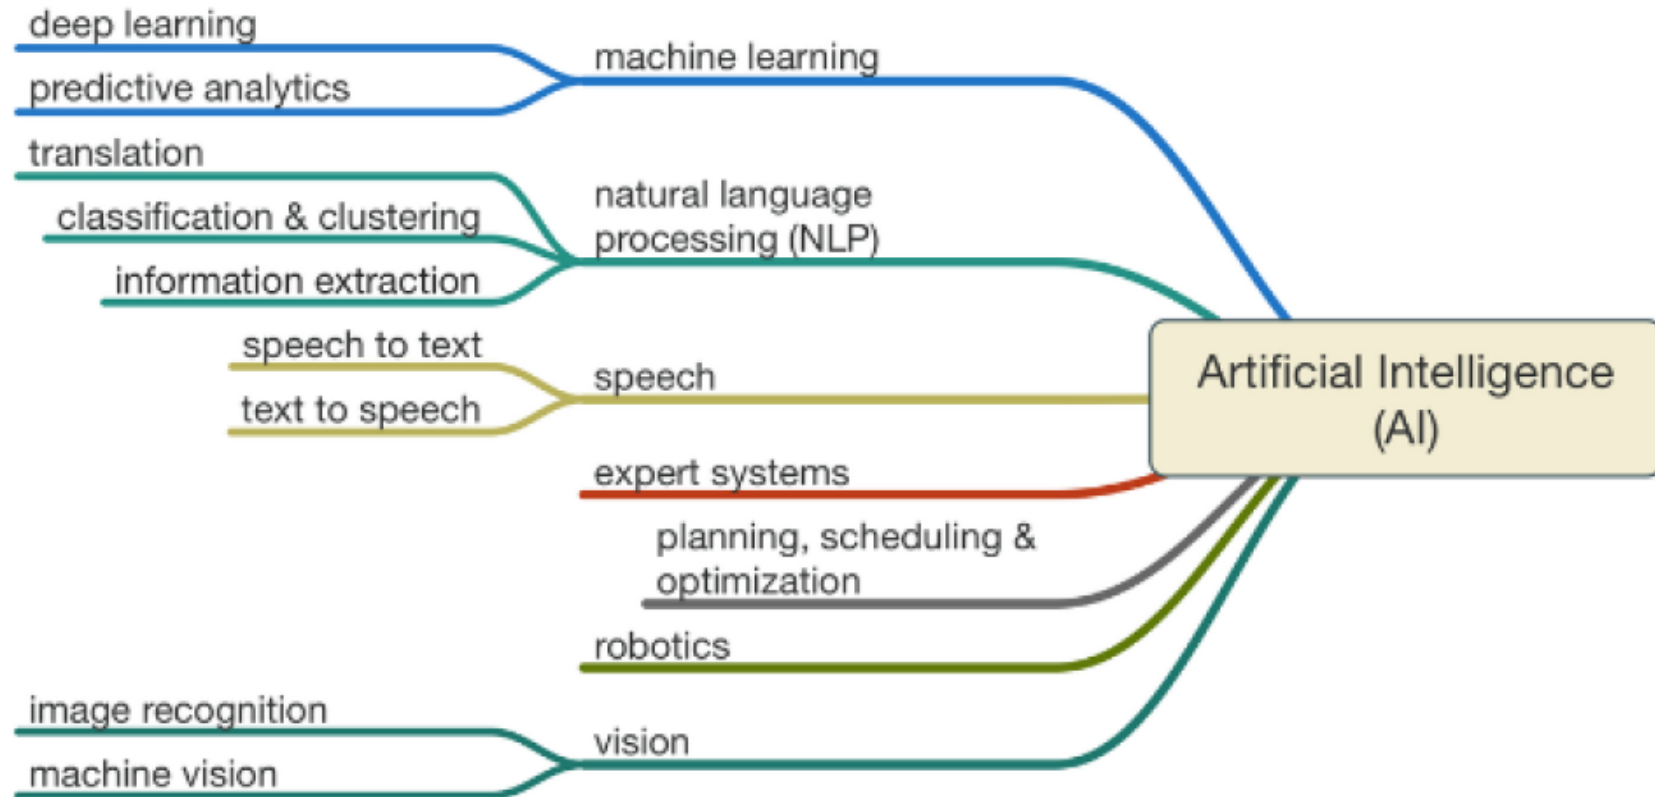 deep learning
predictive analytics
machine learning
translation
classification & clustering
information extraction
natural language
processing (NLP)
speech to text
text to speech
speech
expert systems
planning, scheduling &
optimization
robotics
image recognition
machine vision
vision
Artificial Intelligence
(AI)